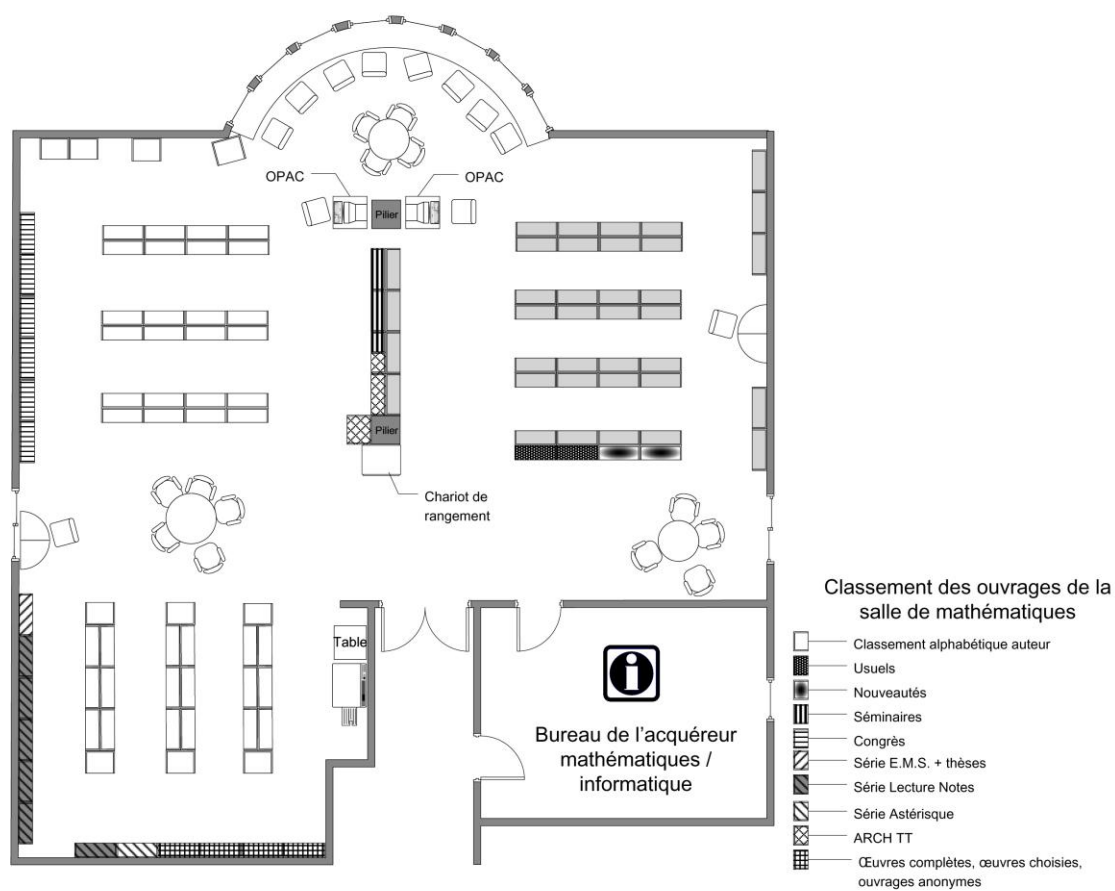 OPAC
OPAC
Pilier
Pilier
Chariot de
rangement
Table
Bureau de l'acquéreur
mathématiques /
informatique
Classement des ouvrages de la
salle de mathématiques
Classement alphabétique auteur
Usuels
Nouveautés
Séminaires
Congrès
Série E.M.S. + thèses
Série Lecture Notes
Série Astérisque
ARCH TT
Œuvres complètes, œuvres choisies,
ouvrages anonymes